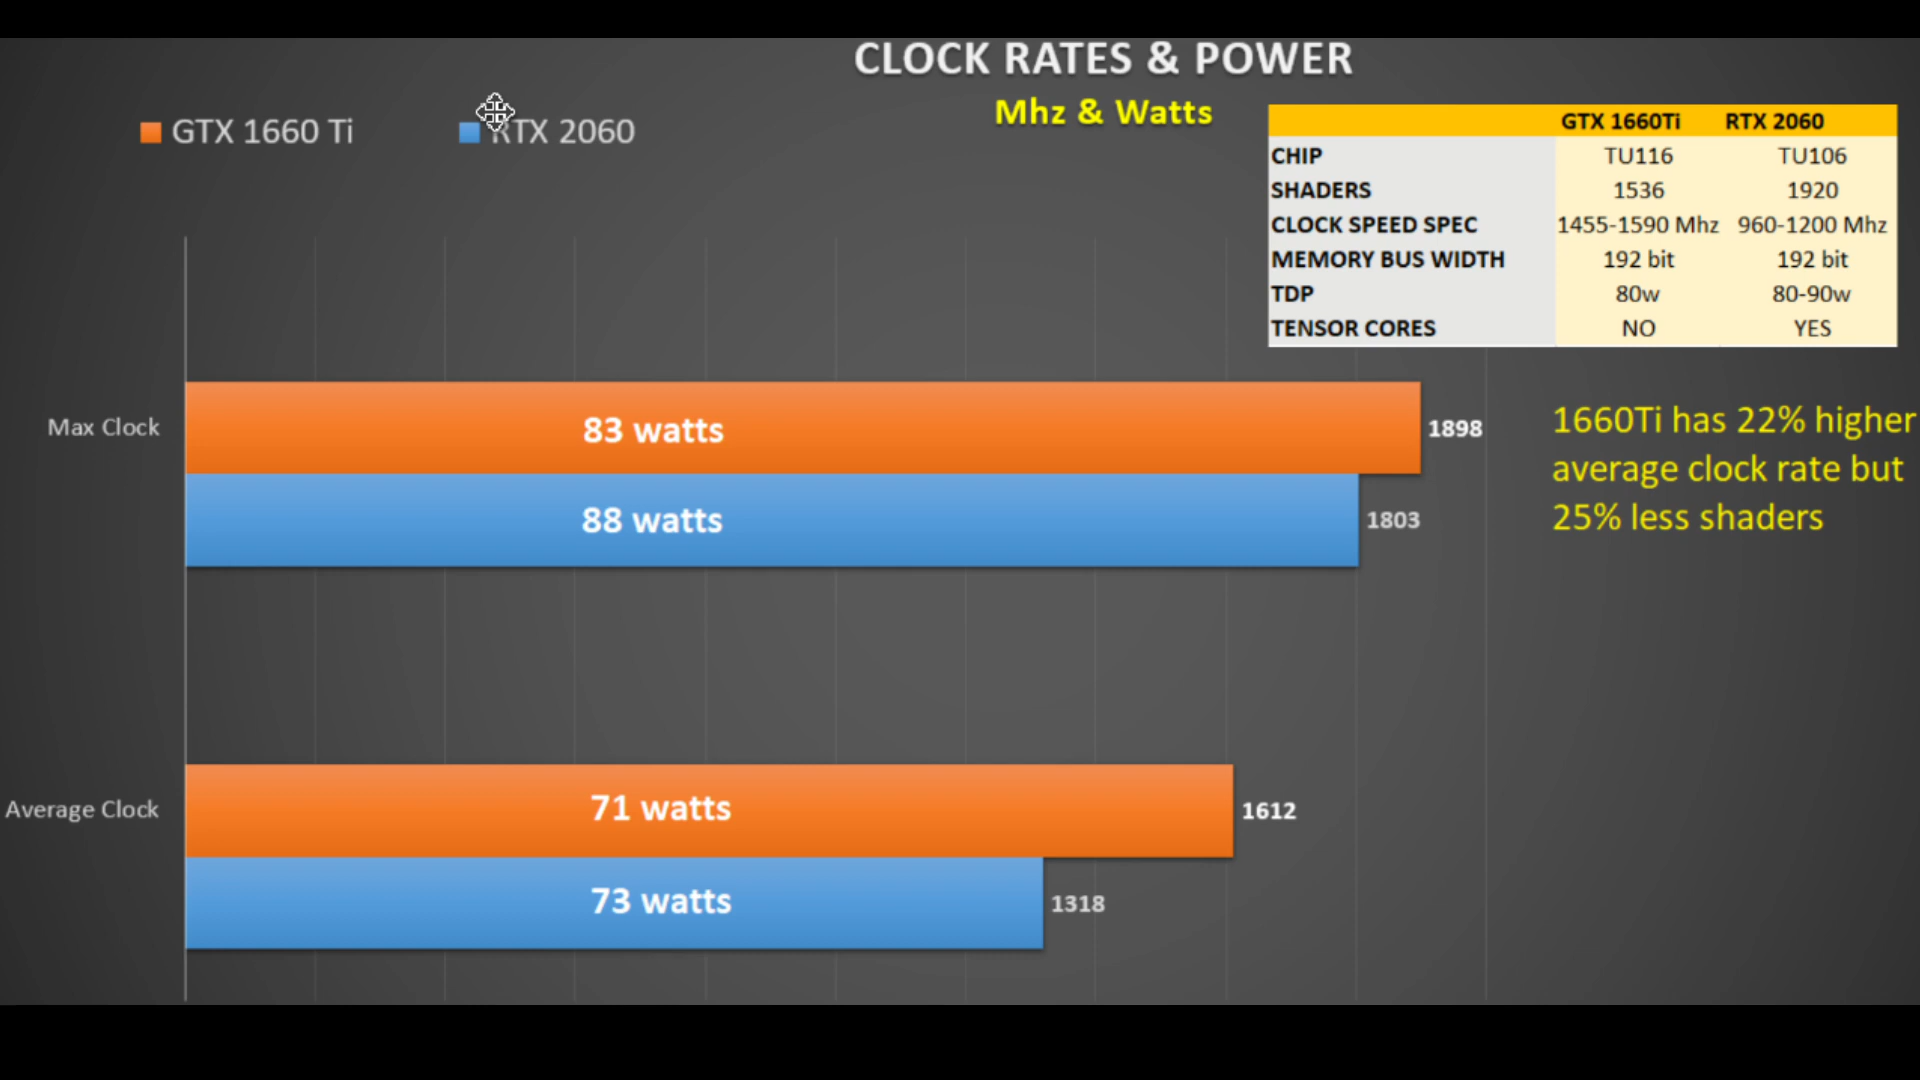 CLOCK RATES & POWER
Mhz & Watts
GTX 1660 Ti
RTX 2060
GTX 1660Ti RTX 2060
CHIP TU116 TU106
SHADERS 1536 1920
CLOCK SPEED SPEC 1455-1590 Mhz 960-1200 Mhz
MEMORY BUS WIDTH 192 bit 192 bit
TDP 80w 80-90w
TENSOR CORES NO YES
Max Clock
83 watts
1898
88 watts
1803
1660Ti has 22% higher
average clock rate but
25% less shaders
Average Clock
71 watts
1612
73 watts
1318